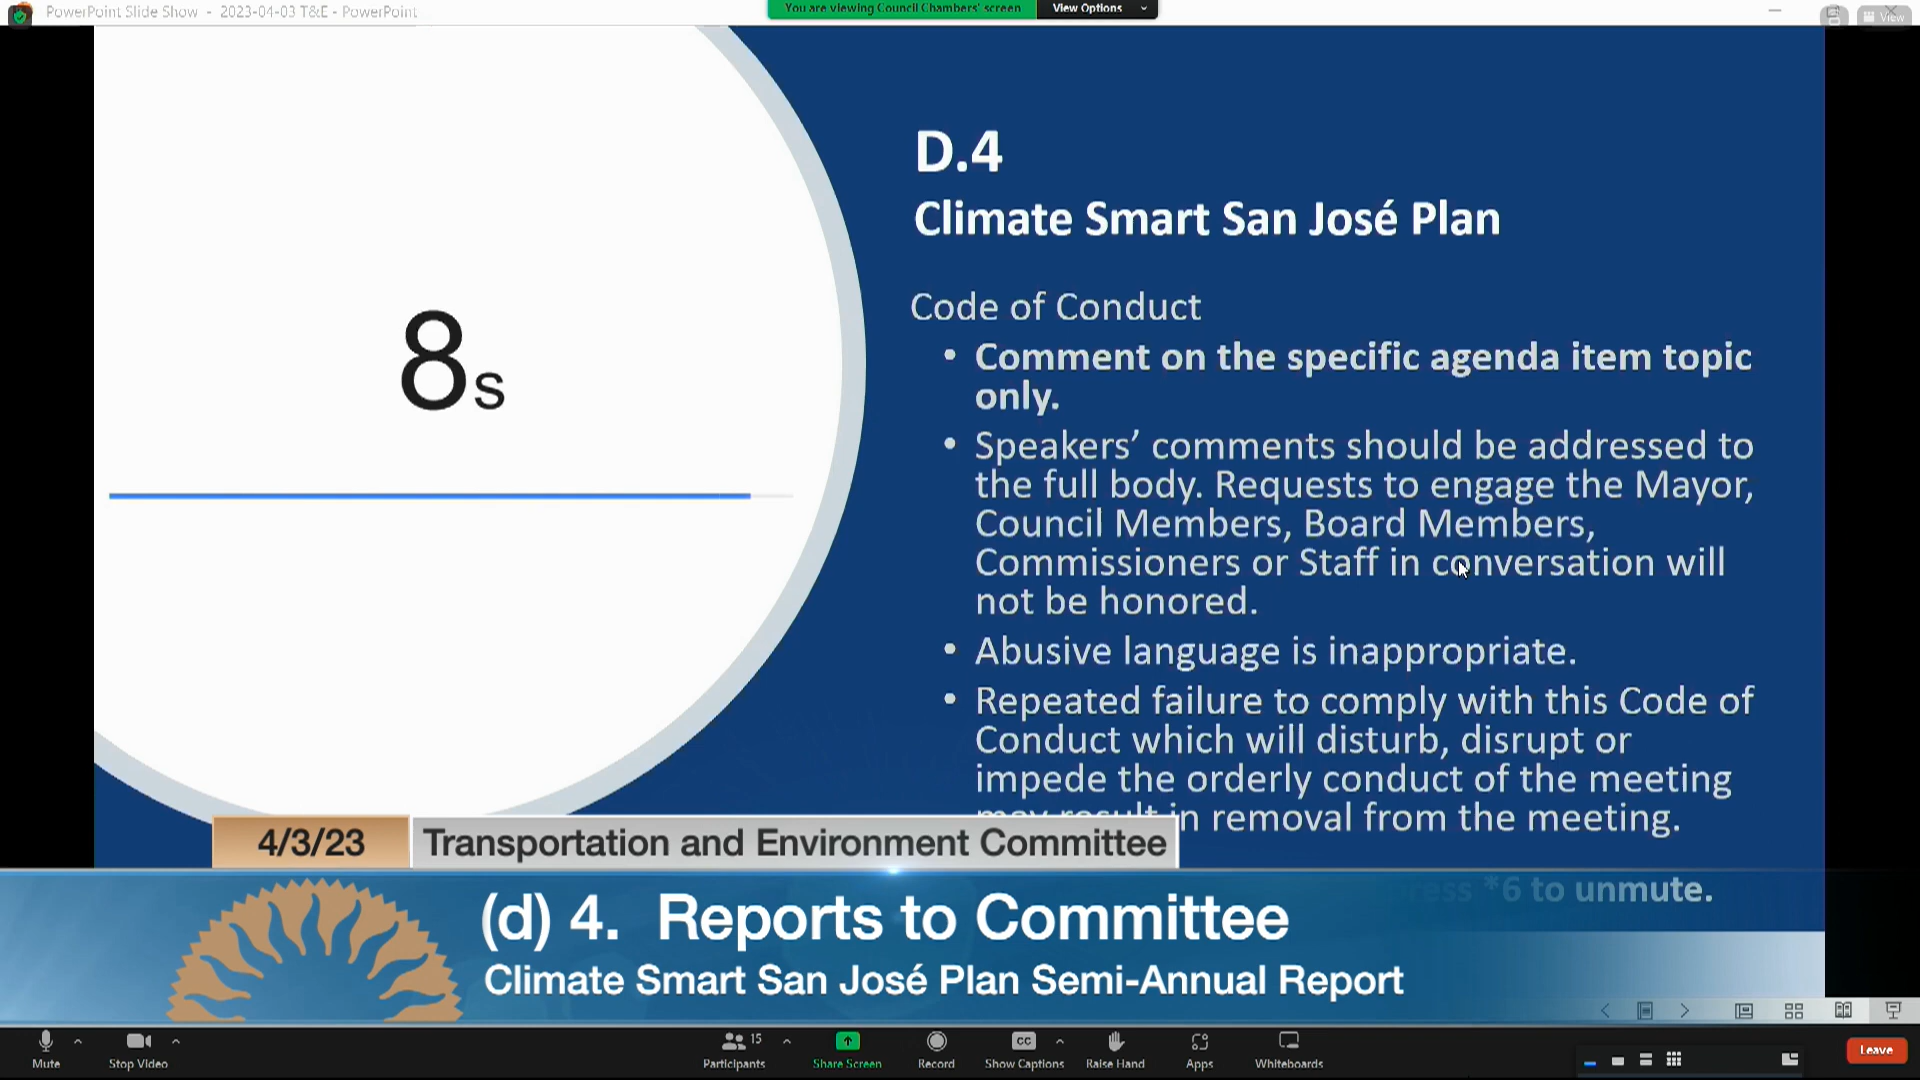 PowerPoint Slide Show - 2023-04-03 T&E - PowerPoint
You are viewing Council Chambers' screen
View Options
View
D.4
Climate Smart San José Plan
8s
Code of Conduct
• Comment on the specific agenda item topic
only.
• Speakers’ comments should be addressed to
the full body. Requests to engage the Mayor,
Council Members, Board Members,
Commissioners or Staff in conversation will
not be honored.
• Abusive language is inappropriate.
• Repeated failure to comply with this Code of
Conduct which will disturb, disrupt or
impede the orderly conduct of the meeting
may result in removal from the meeting.
*6 to unmute.
4/3/23
Transportation and Environment Committee
(d) 4. Reports to Committee
Climate Smart San José Plan Semi-Annual Report
Mute
Stop Video
15
Participants
Share Screen
Record
CC
Show Captions
Raise Hand
Apps
Whiteboards
Leave